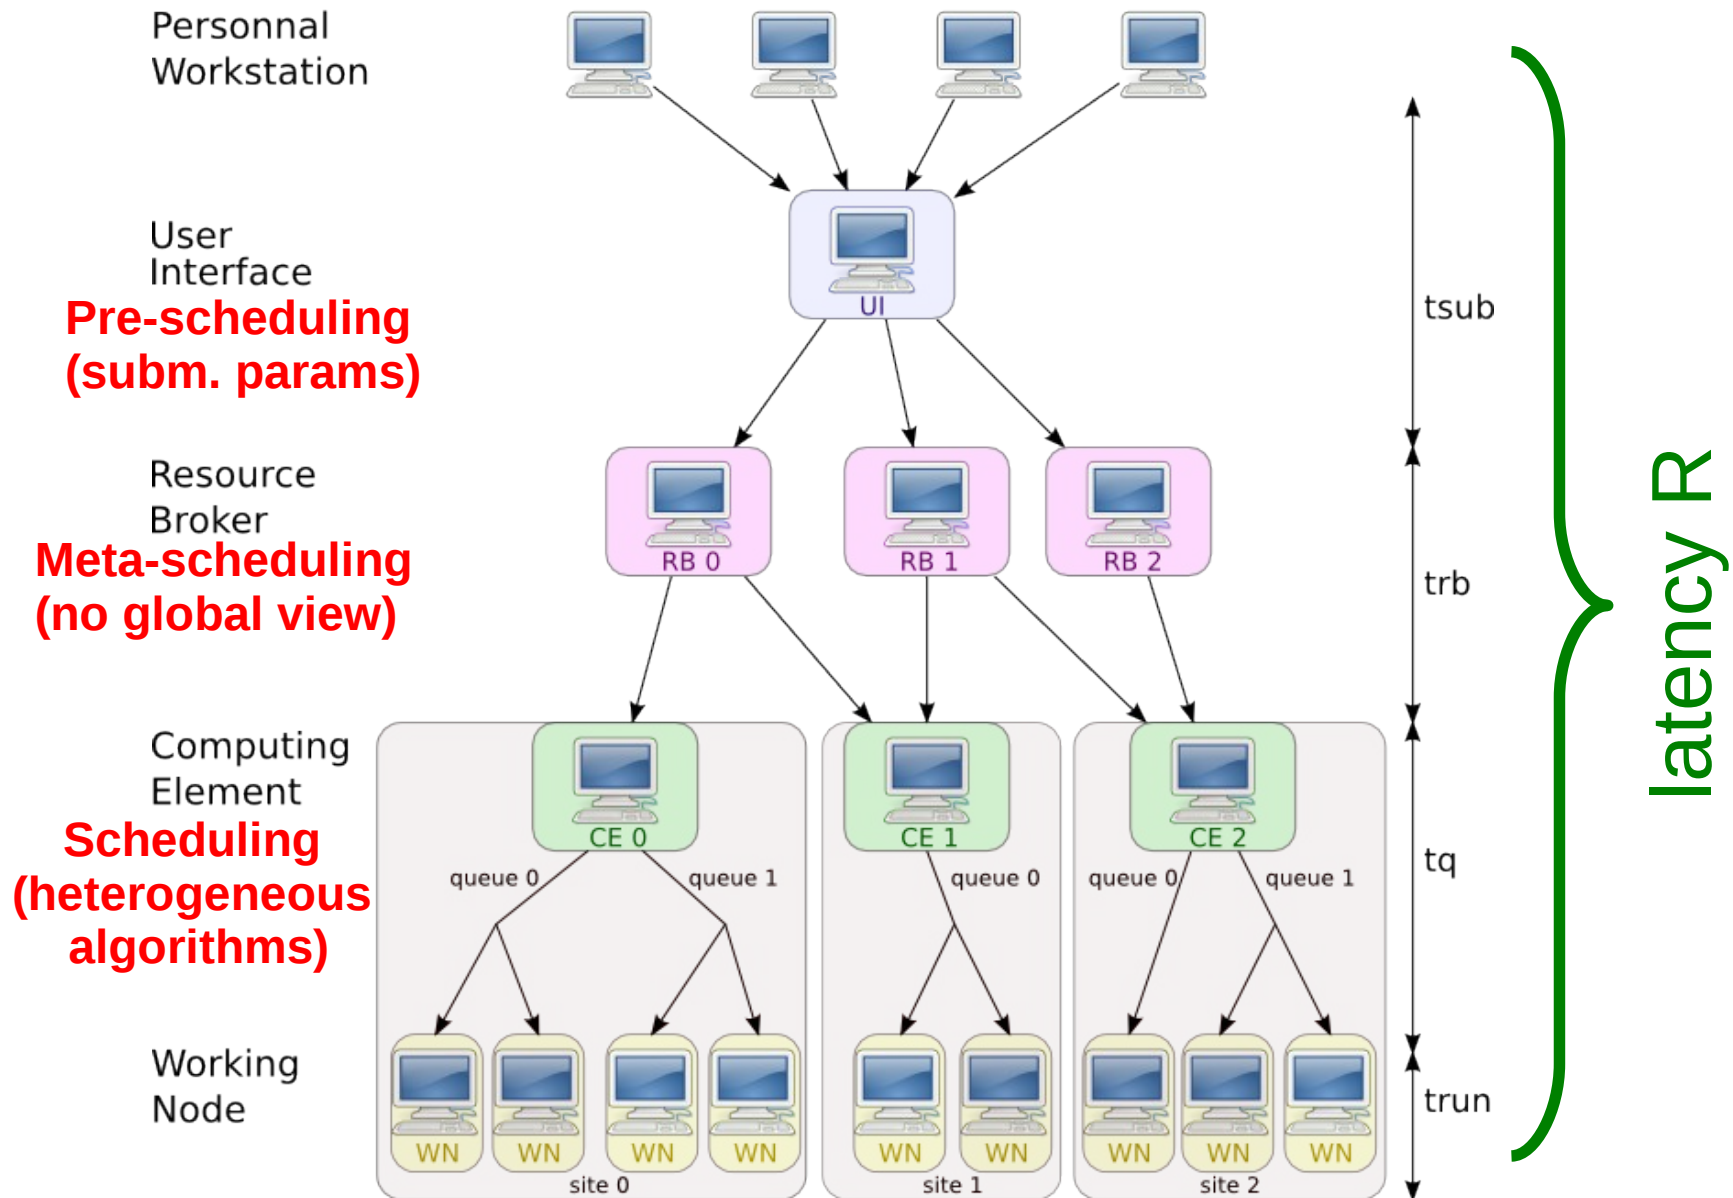 Personnal
Workstation
User
Interface
Pre-scheduling
(subm. params)
UI
tsub
Resource
Broker
Meta-scheduling
(no global view)
RB 0
RB 1
RB 2
trb
latency R
Computing
Element
Scheduling
(heterogeneous
algorithms)
CE 0
CE 1
CE 2
queue 0
queue 1
queue 0
queue 0
queue 1
tq
Working
Node
WN
WN
WN
WN
WN
WN
WN
WN
WN
trun
site 0
site 1
site 2